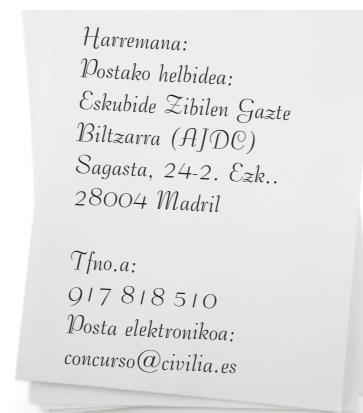 Harremana:
Postako helbidea:
Eskubide Zibilen Gazte
Biltzarra (AJDC)
Sagasta, 24-2. Ezk..
28004 Madril
Tfno.a:
917 818 510
Posta elektronikoa:
concurso@civilia.es